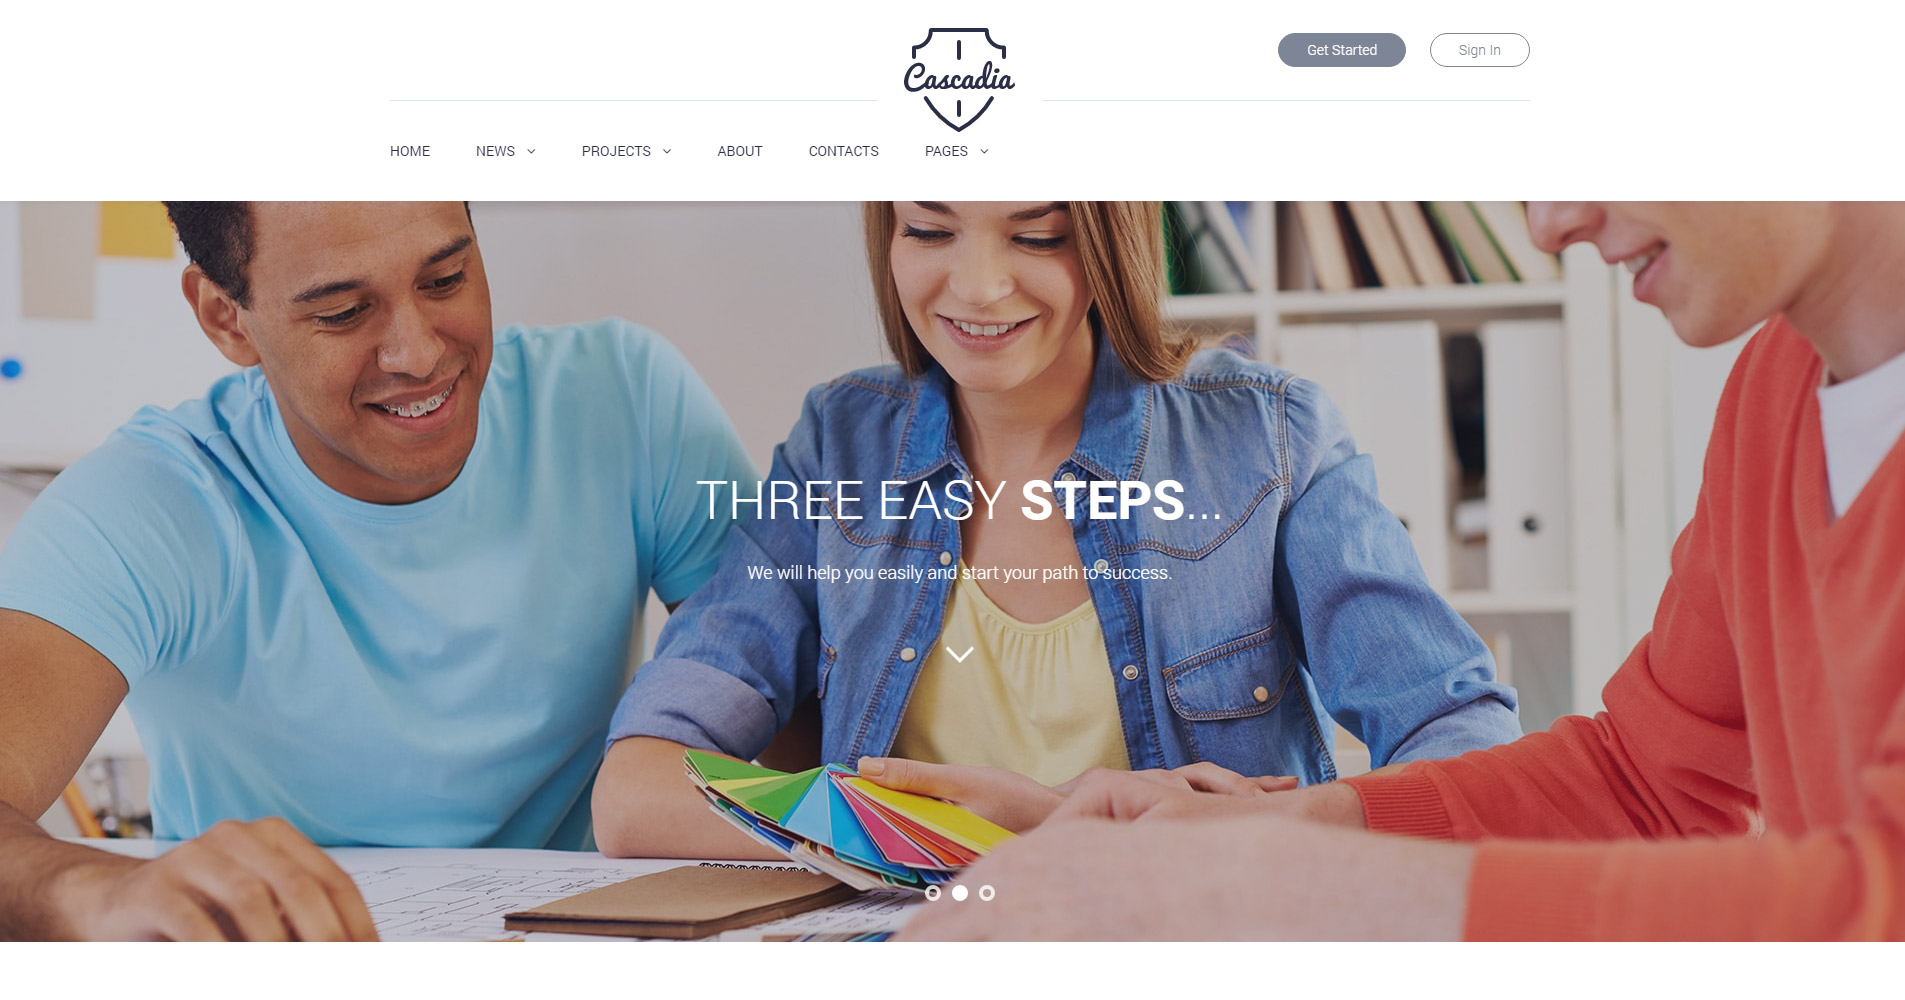 Cascadia
Get Started
Sign In
HOME NEWS PROJECTS ABOUT CONTACTS PAGES
THREE EASY STEPS...
We will help you easily and start your path to success.